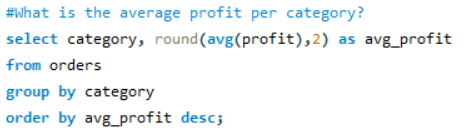 #What is the average profit per category?
select category, round(avg(profit),2) as avg_profit
from orders
group by category
order by avg_profit desc;